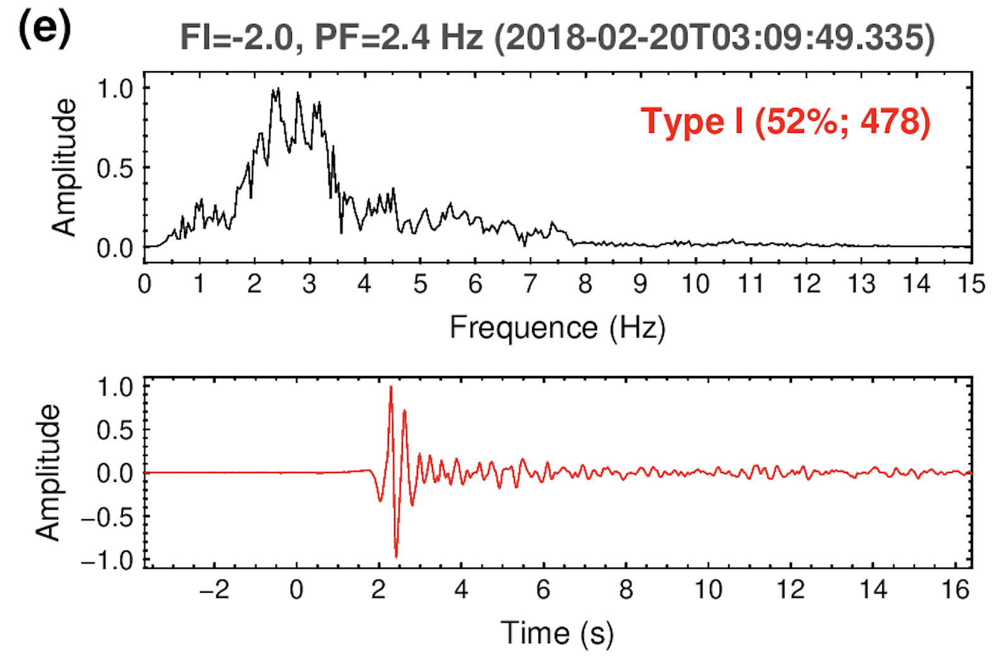 (e)
FI=-2.0, PF=2.4 Hz (2018-02-20T03:09:49.335)
Type I (52%; 478)
Amplitude
1.0
0.5
0.0
0 1 2 3 4 5 6 7 8 9 10 11 12 13 14 15
Frequence (Hz)
Amplitude
1.0
0.5
0.0
−0.5
−1.0
−2 0 2 4 6 8 10 12 14 16
Time (s)